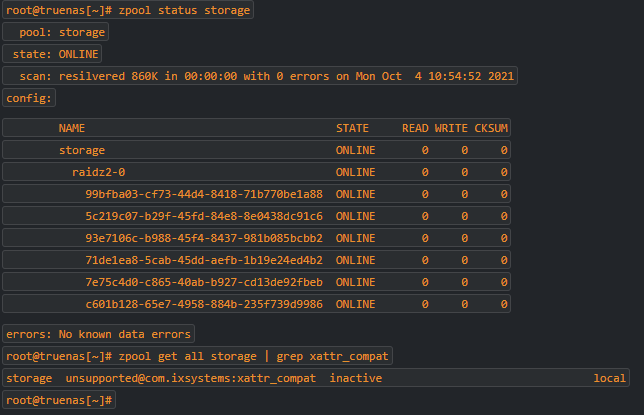 root@truenas[~]# zpool status storage
pool: storage
state: ONLINE
scan: resilvered 860K in 00:00:00 with 0 errors on Mon Oct  4 10:54:52 2021
config:
NAME                                      STATE     READ WRITE CKSUM
storage                                   ONLINE       0     0     0
raidz2-0                                ONLINE       0     0     0
99bfba03-cf73-44d4-8418-71b770be1a88  ONLINE       0     0     0
5c219c07-b29f-45fd-84e8-8e0438dc91c6  ONLINE       0     0     0
93e7106c-b988-45f4-8437-981b085bcbb2  ONLINE       0     0     0
71de1ea8-5cab-45dd-aefb-1b19e24ed4b2  ONLINE       0     0     0
7e75c4d0-c865-40ab-b927-cd13de92fbeb  ONLINE       0     0     0
c601b128-65e7-4958-884b-235f739d9986  ONLINE       0     0     0
errors: No known data errors
root@truenas[~]# zpool get all storage | grep xattr_compat
storage  unsupported@com.ixsystems:xattr_compat  inactive                       local
root@truenas[~]#